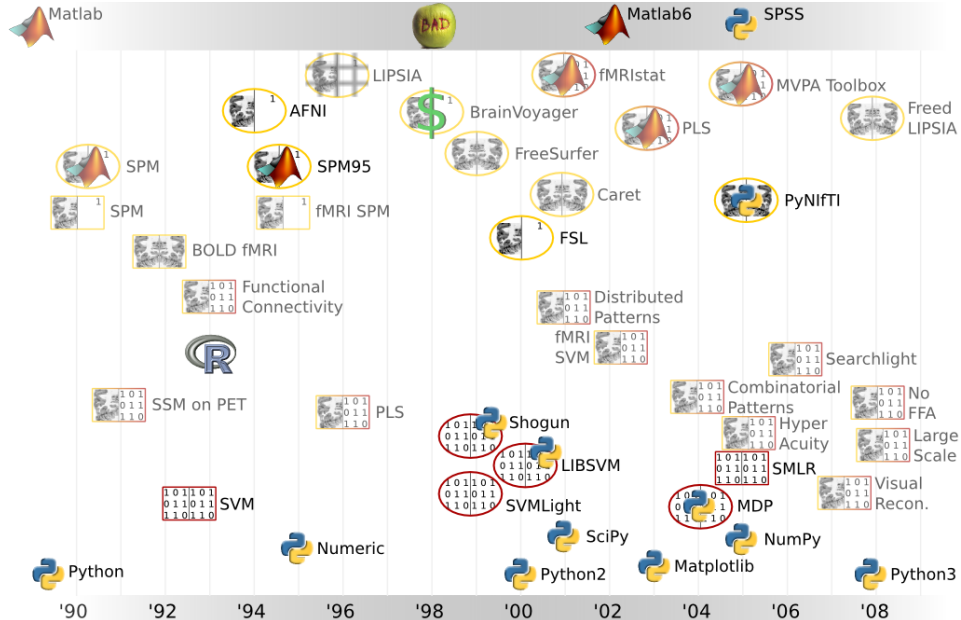 Matlab
BAD
Matlab6
SPSS
LIPSIA
fMRIstat
MVPA Toolbox
AFNI
BrainVoyager
$
PLS
Freed
LIPSIA
SPM
SPM95
FreeSurfer
SPM
fMRI SPM
Caret
PyNIfTI
BOLD fMRI
FSL
Functional
Connectivity
Distributed
Patterns
R
fMRI
SVM
Searchlight
SSM on PET
PLS
Combinatorial
Patterns
No
FFA
Shogun
Hyper
Acuity
Large
Scale
LIBSVM
SMLR
SVM
SVMLight
MDP
Visual
Recon.
Numeric
SciPy
NumPy
Python
Python2
Matplotlib
Python3
'90 '92 '94 '96 '98 '00 '02 '04 '06 '08